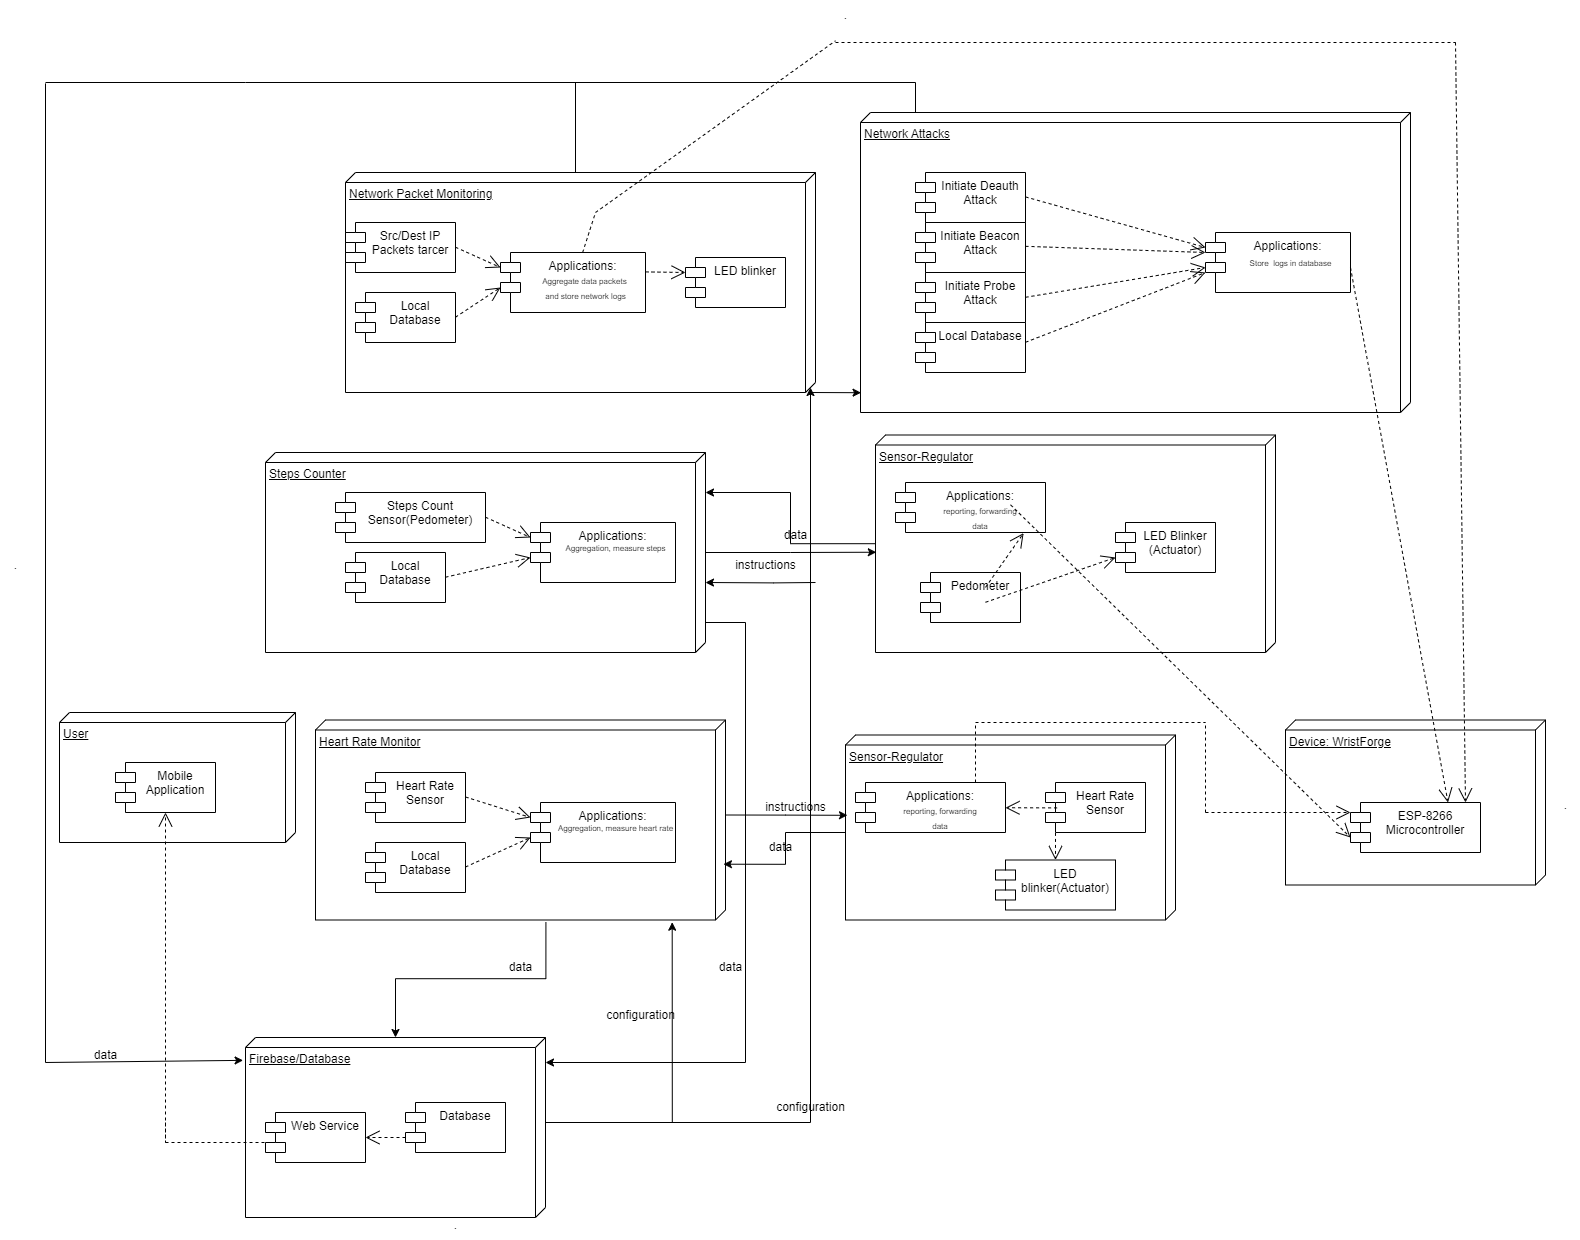 Network Attacks
Initiate Deauth
Attack
Initiate Beacon
Attack
Initiate Probe
Attack
Local Database
Applications:
Store logs in database
Network Packet Monitoring
Src/Dest IP
Packets tarcer
Local
Database
Applications:
Aggregate data packets
and store network logs
LED blinker
Steps Counter
Steps Count
Sensor(Pedometer)
Local
Database
Applications:
Aggregation, measure steps
data
instructions
Sensor-Regulator
Applications:
reporting, forwarding
data
Pedometer
LED Blinker
(Actuator)
User
Mobile
Application
Heart Rate Monitor
Heart Rate
Sensor
Local
Database
Applications:
Aggregation, measure heart rate
instructions
data
Sensor-Regulator
Applications:
reporting, forwarding
data
Heart Rate
Sensor
LED
blinker(Actuator)
Device: WristForge
ESP-8266
Microcontroller
data
data
configuration
data
Firebase/Database
Web Service
Database
configuration